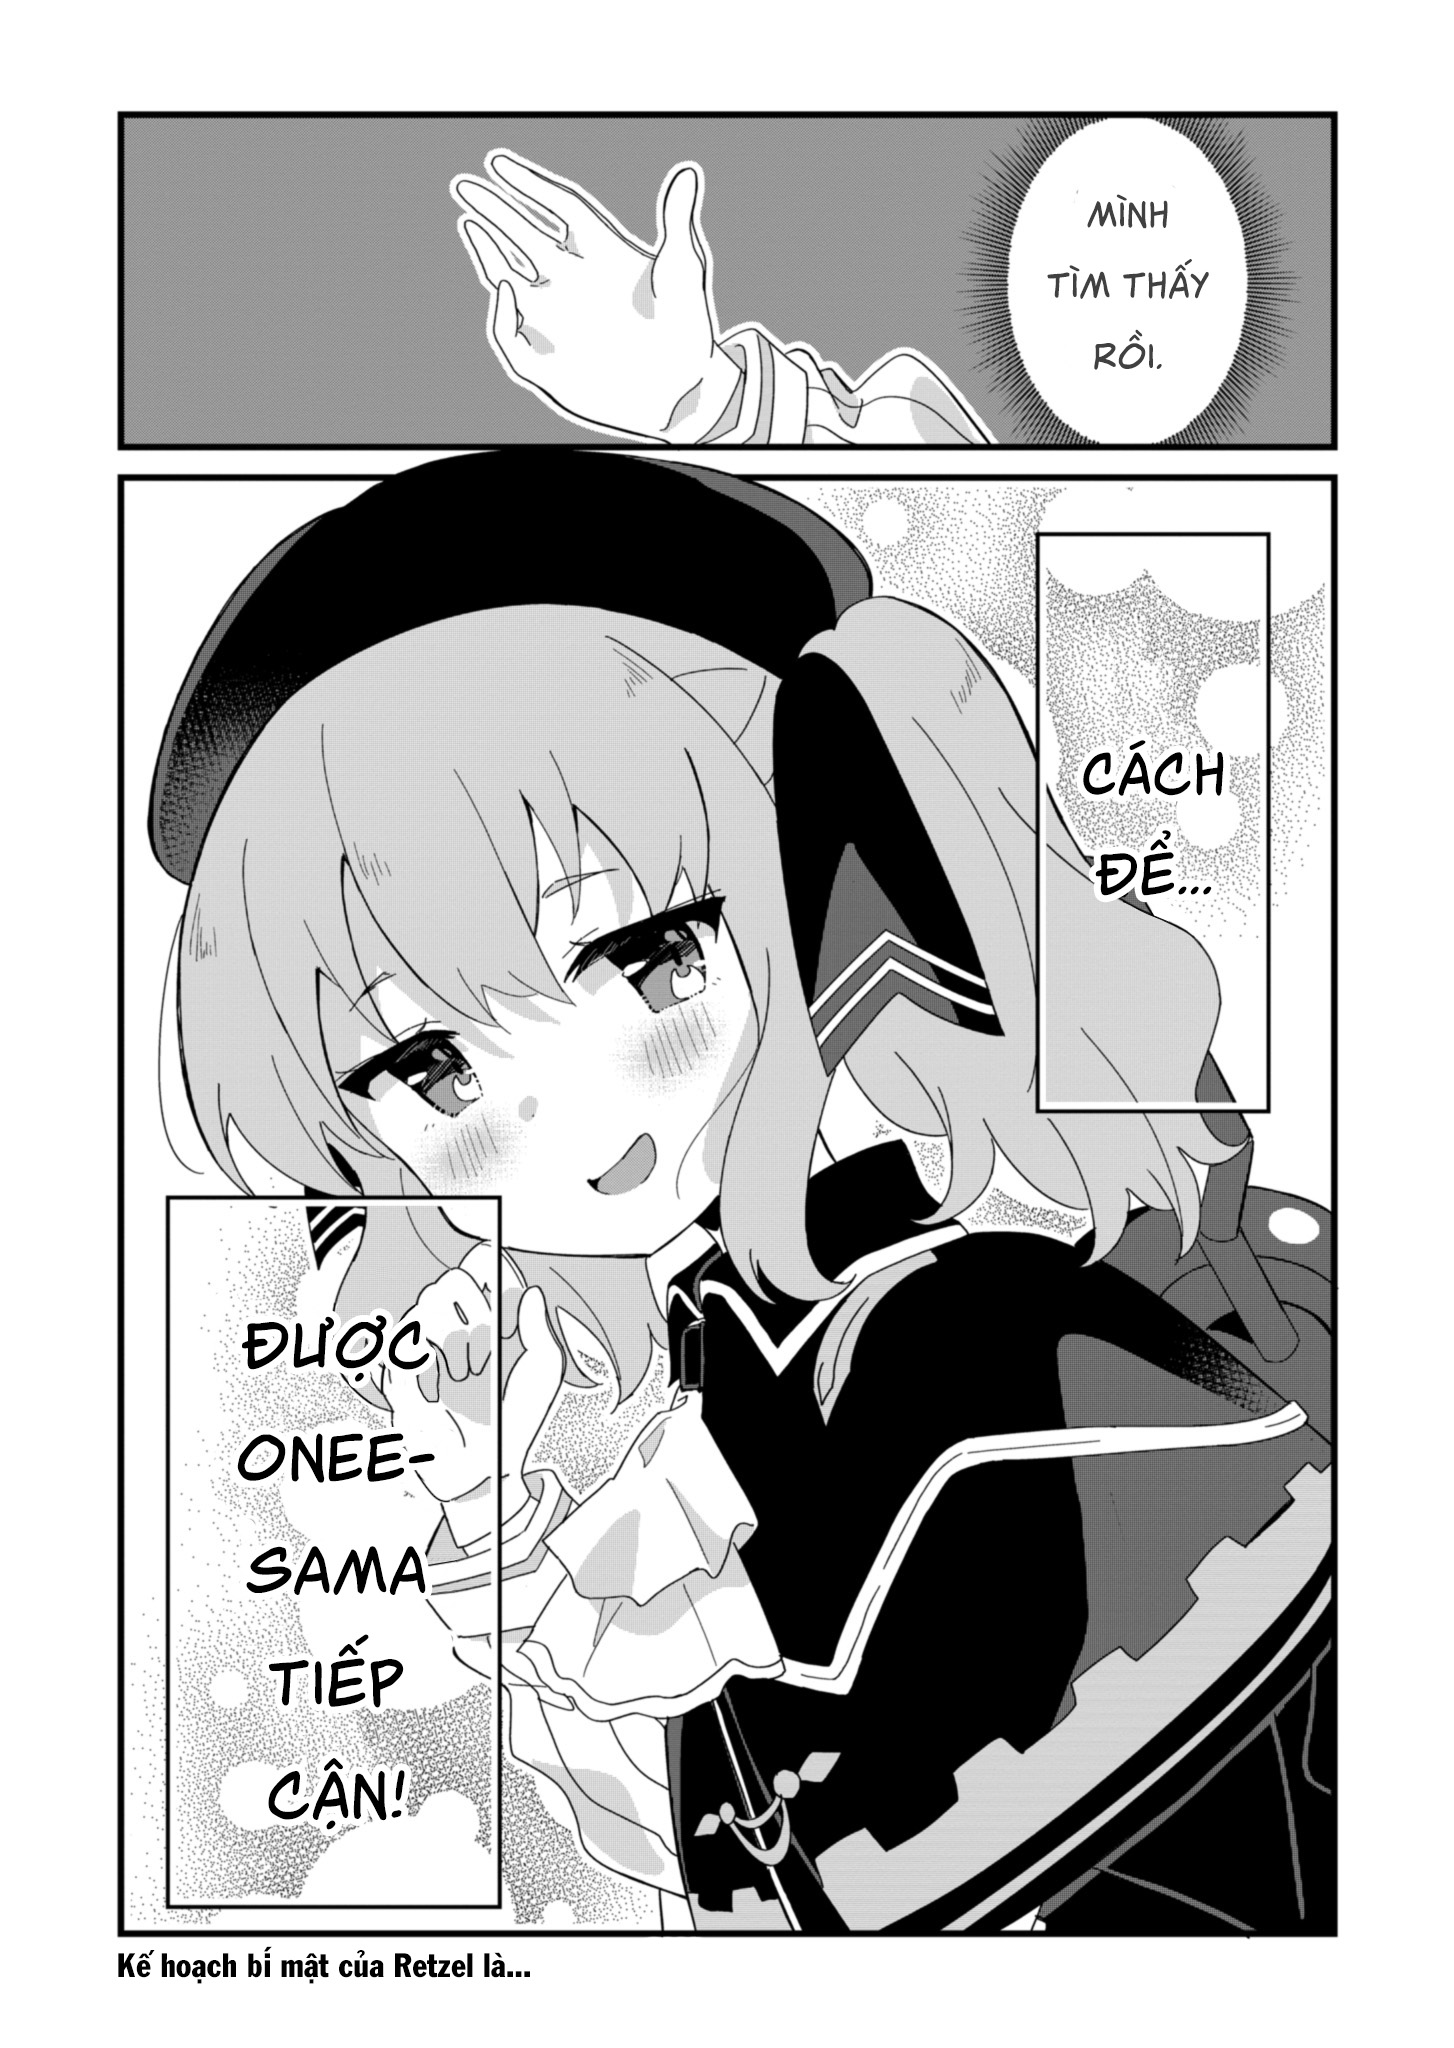 MÌNH
TÌM THẤY
RỒI.
CÁCH
ĐỂ...
ĐƯỢC
ONEE-
SAMA
TIẾP
CẬN!
Kế hoạch bí mật của Retzel là...